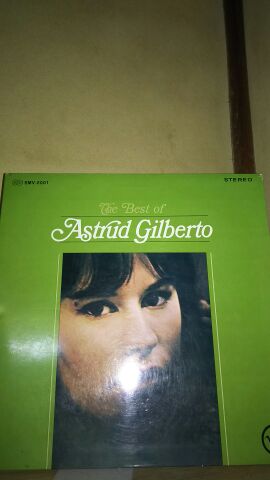 SMV-2001
STEREO
The Best of
Astrud Gilberto